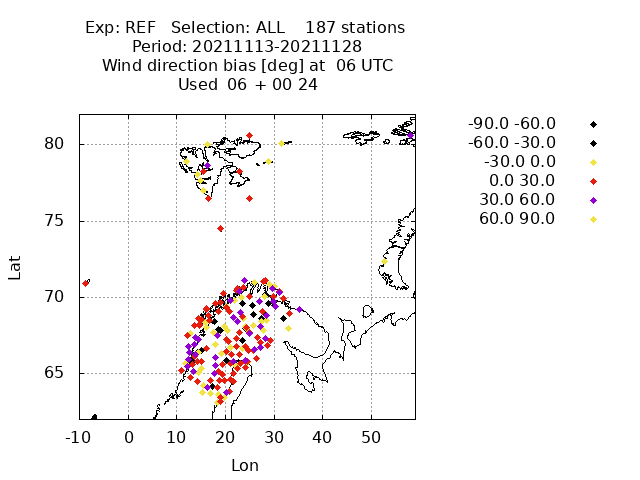 Exp: REF   Selection: ALL    187 stations
Period: 20211113-20211128
Wind direction bias [deg] at  06 UTC
Used  06 + 00 24
-90.0 -60.0
-60.0 -30.0
-30.0 0.0
0.0 30.0
30.0 60.0
60.0 90.0
80
75
70
65
Lat
-10 0 10 20 30 40 50
Lon